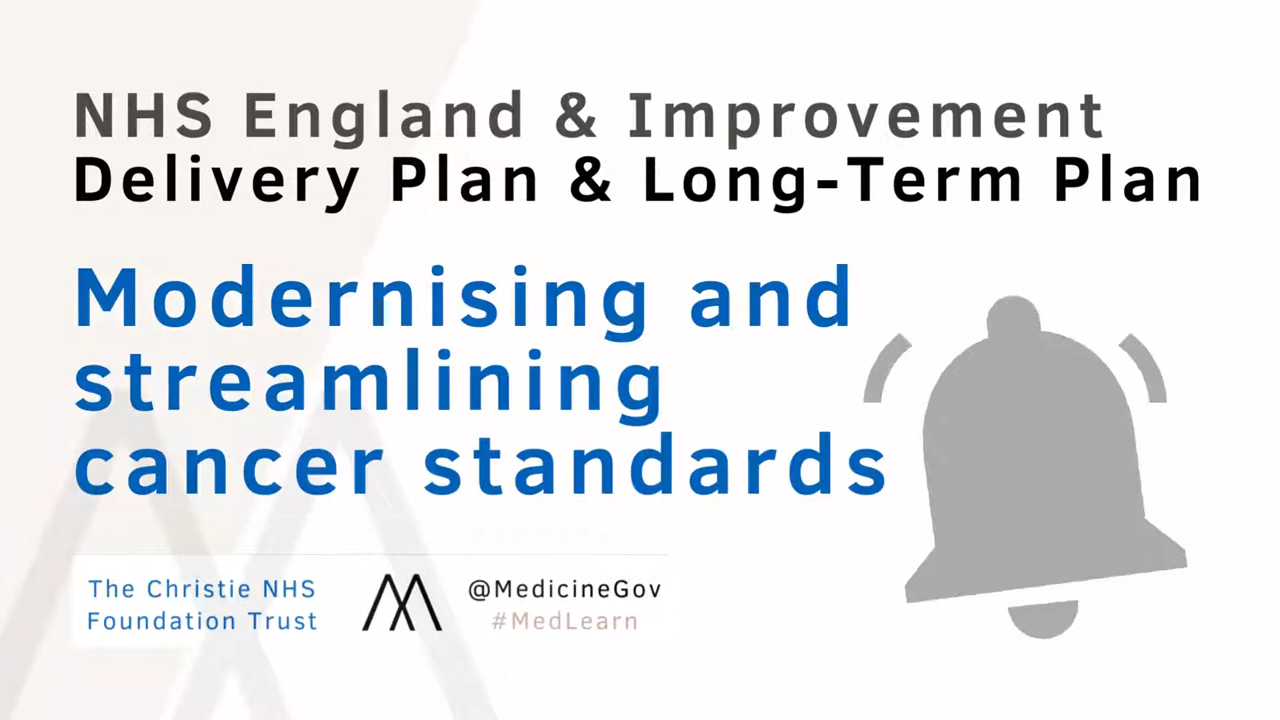 NHS England & Improvement
Delivery Plan & Long-Term Plan
Modernising and
streamlining
cancer standards
The Christie NHS
Foundation Trust
@MedicineGov
#MedLearn